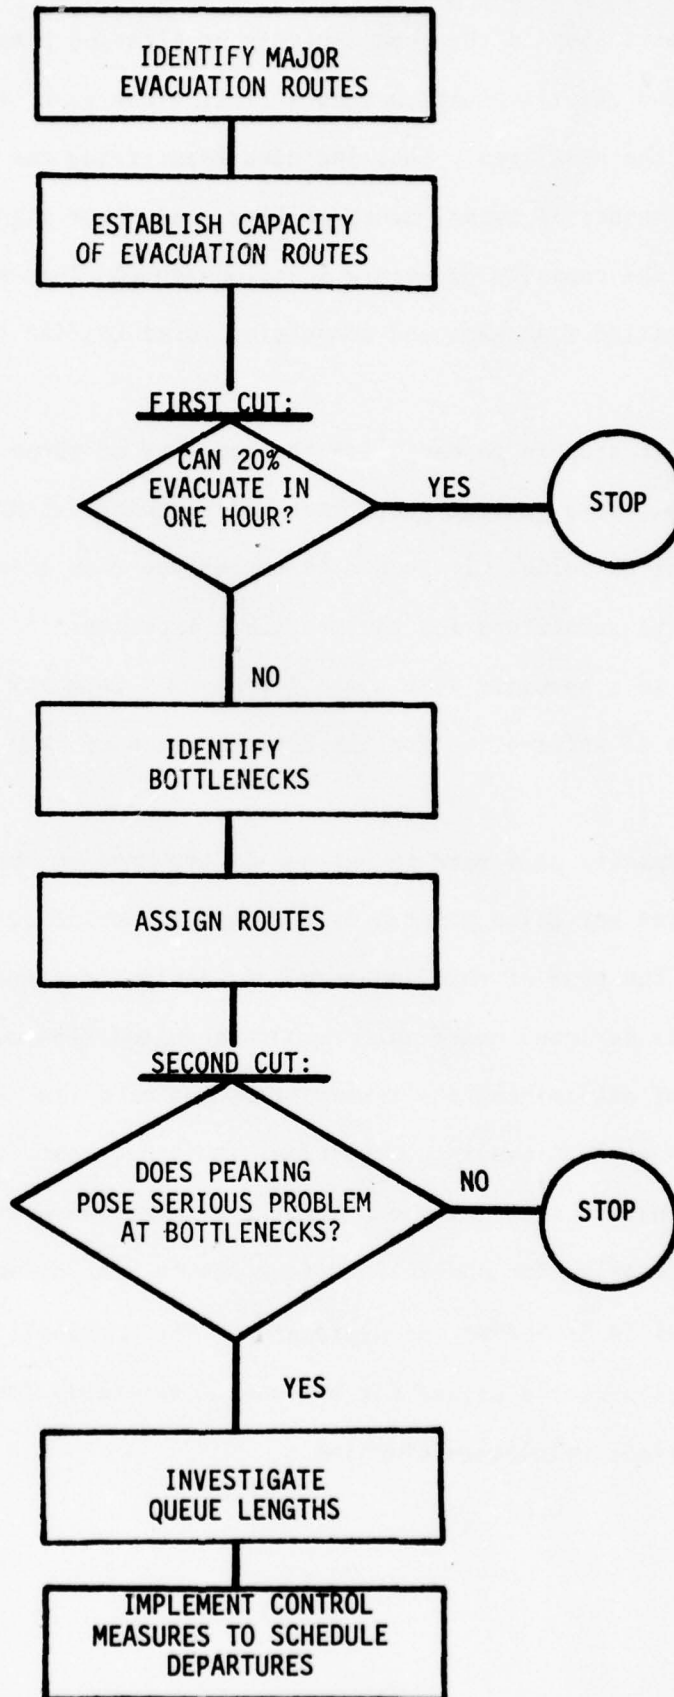 IDENTIFY MAJOR
EVACUATION ROUTES
ESTABLISH CAPACITY
OF EVACUATION ROUTES
FIRST CUT:
CAN 20%
EVACUATE IN
ONE HOUR?
YES
STOP
NO
IDENTIFY
BOTTLENECKS
ASSIGN ROUTES
SECOND CUT:
DOES PEAKING
POSE SERIOUS PROBLEM
AT BOTTLENECKS?
NO
STOP
YES
INVESTIGATE
QUEUE LENGTHS
IMPLEMENT CONTROL
MEASURES TO SCHEDULE
DEPARTURES